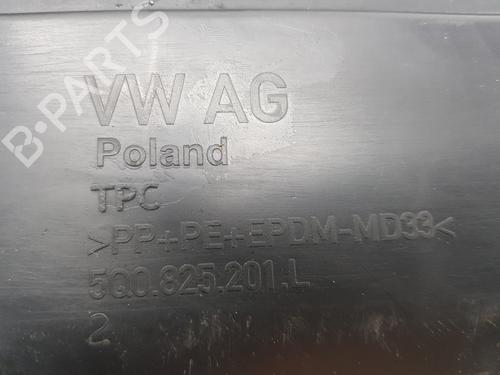 B-PARTS
VW AG
Poland
TPC
>PP+PE+EPDM-MD33<
5Q0.825.201.L
2